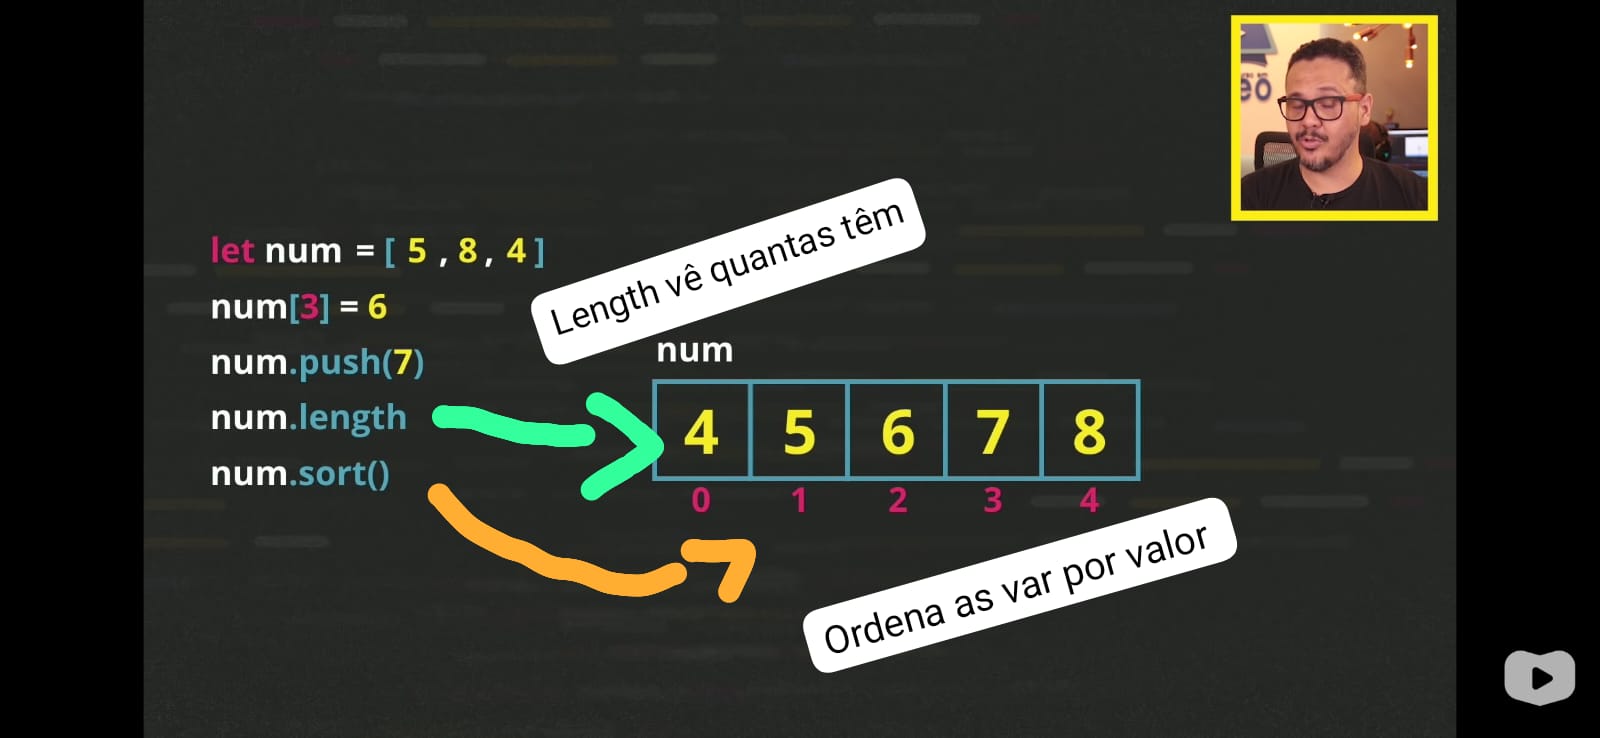 eo
let num = [ 5 , 8 , 4 ]
Length vê quantas têm
num[3] = 6
num
num.push(7)
num.length
4 5 6 7 8
num.sort()
0 1 2 3 4
Ordena as var por valor